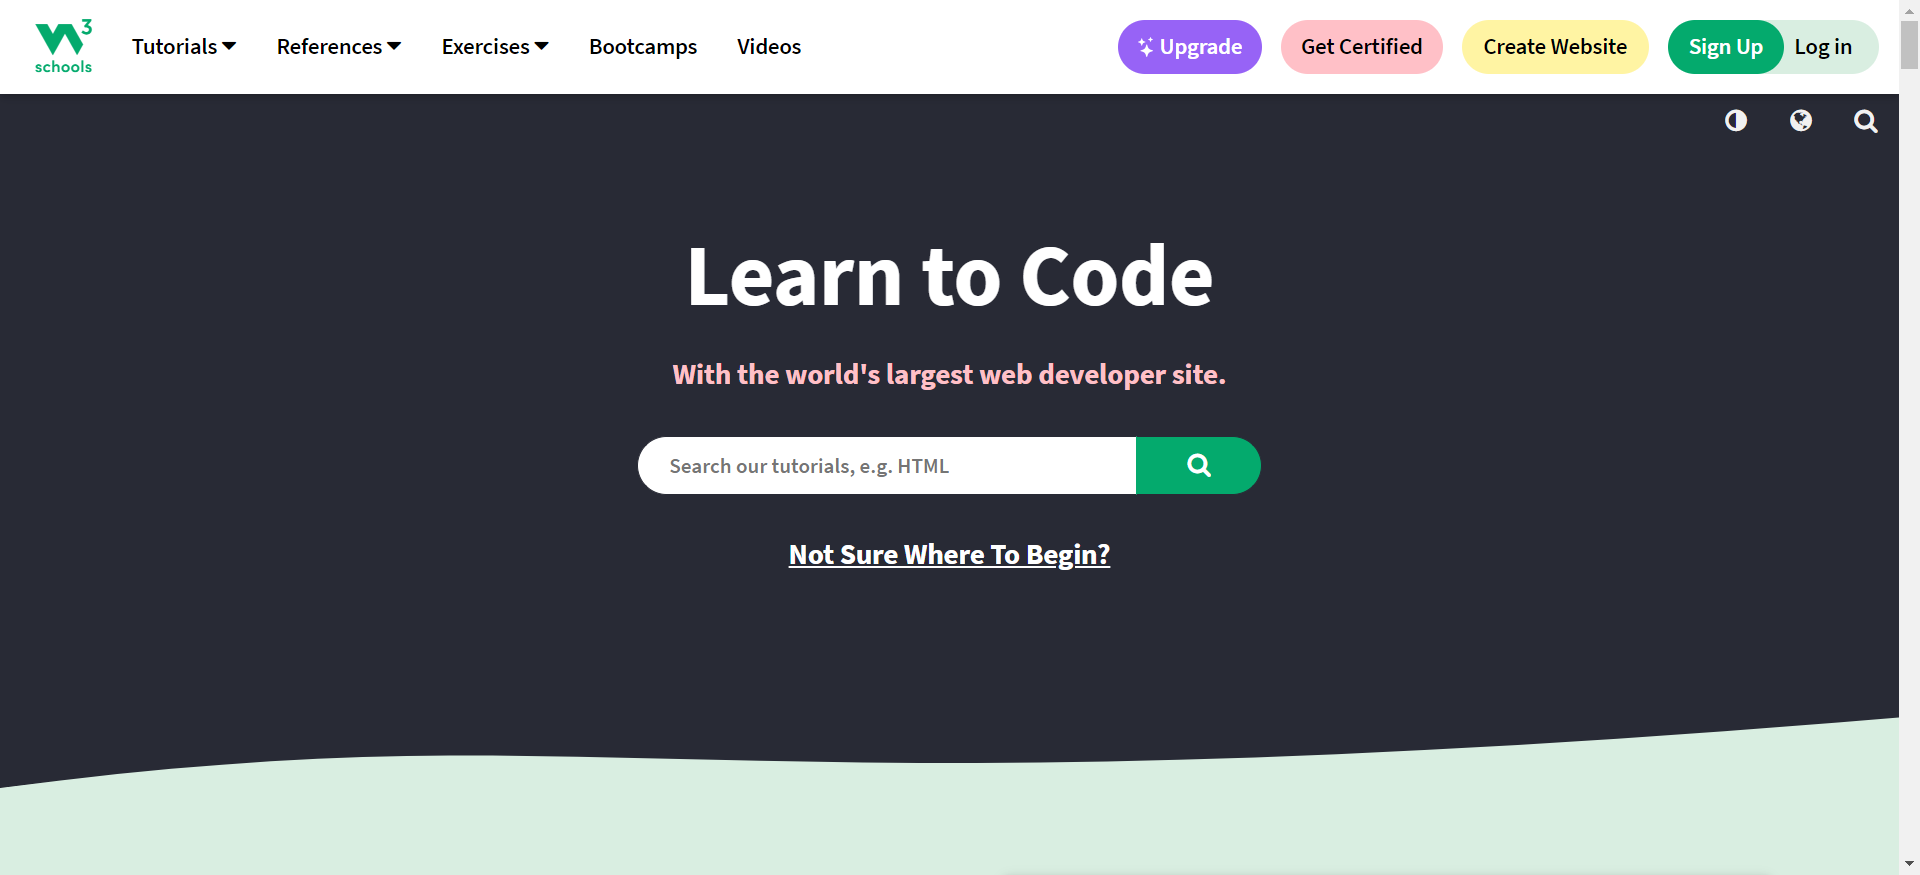 W3 schools
Tutorials References Exercises Bootcamps Videos Upgrade Get Certified Create Website Sign Up Log in
Learn to Code
With the world's largest web developer site.
Search our tutorials, e.g. HTML
Not Sure Where To Begin?